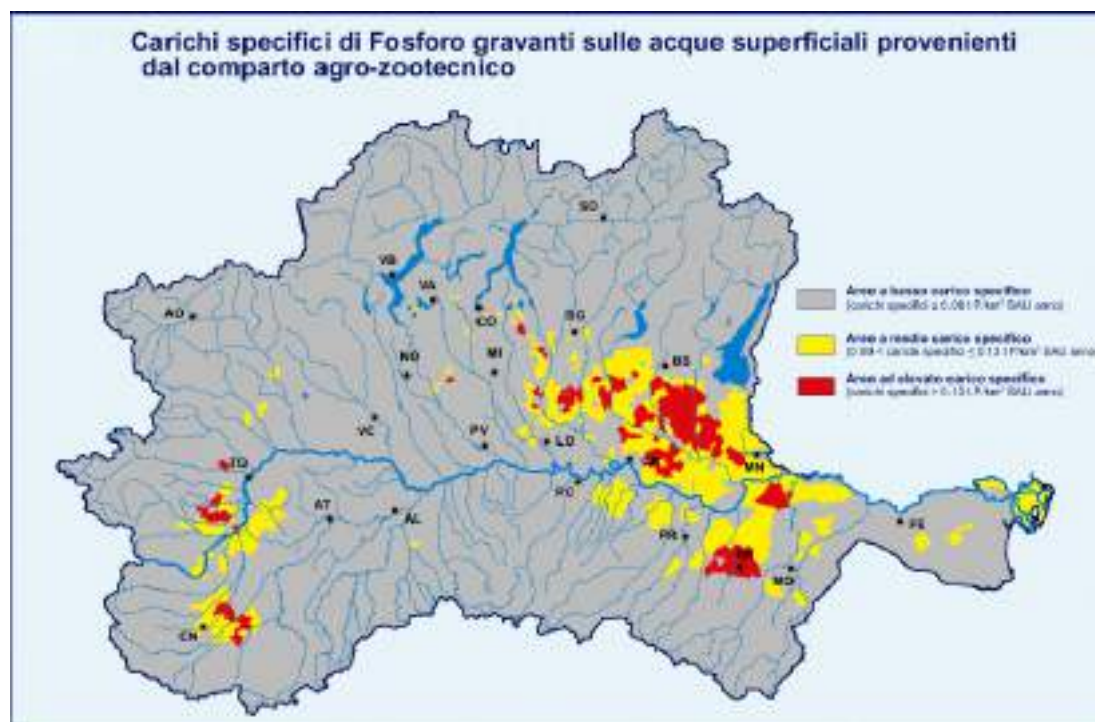 Carichi specifici di Fosforo gravanti sulle acque superficiali provenienti
dal comparto agro-zootecnico
SO
VB
VA
AO
CO
BG
NO
MI
BS
Aree a basso carico specifico
Aree a medio carico specifico
Aree ad elevato carico specifico
VC
PV
LO
TO
MN
PC
AT
AL
PR
FE
MO
CN